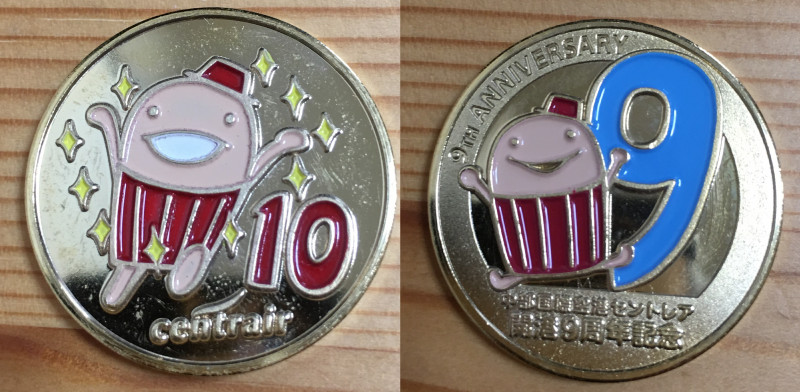 10
centrair
9TH ANNIVERSARY
9
中部国際空港セントレア
開港9周年記念